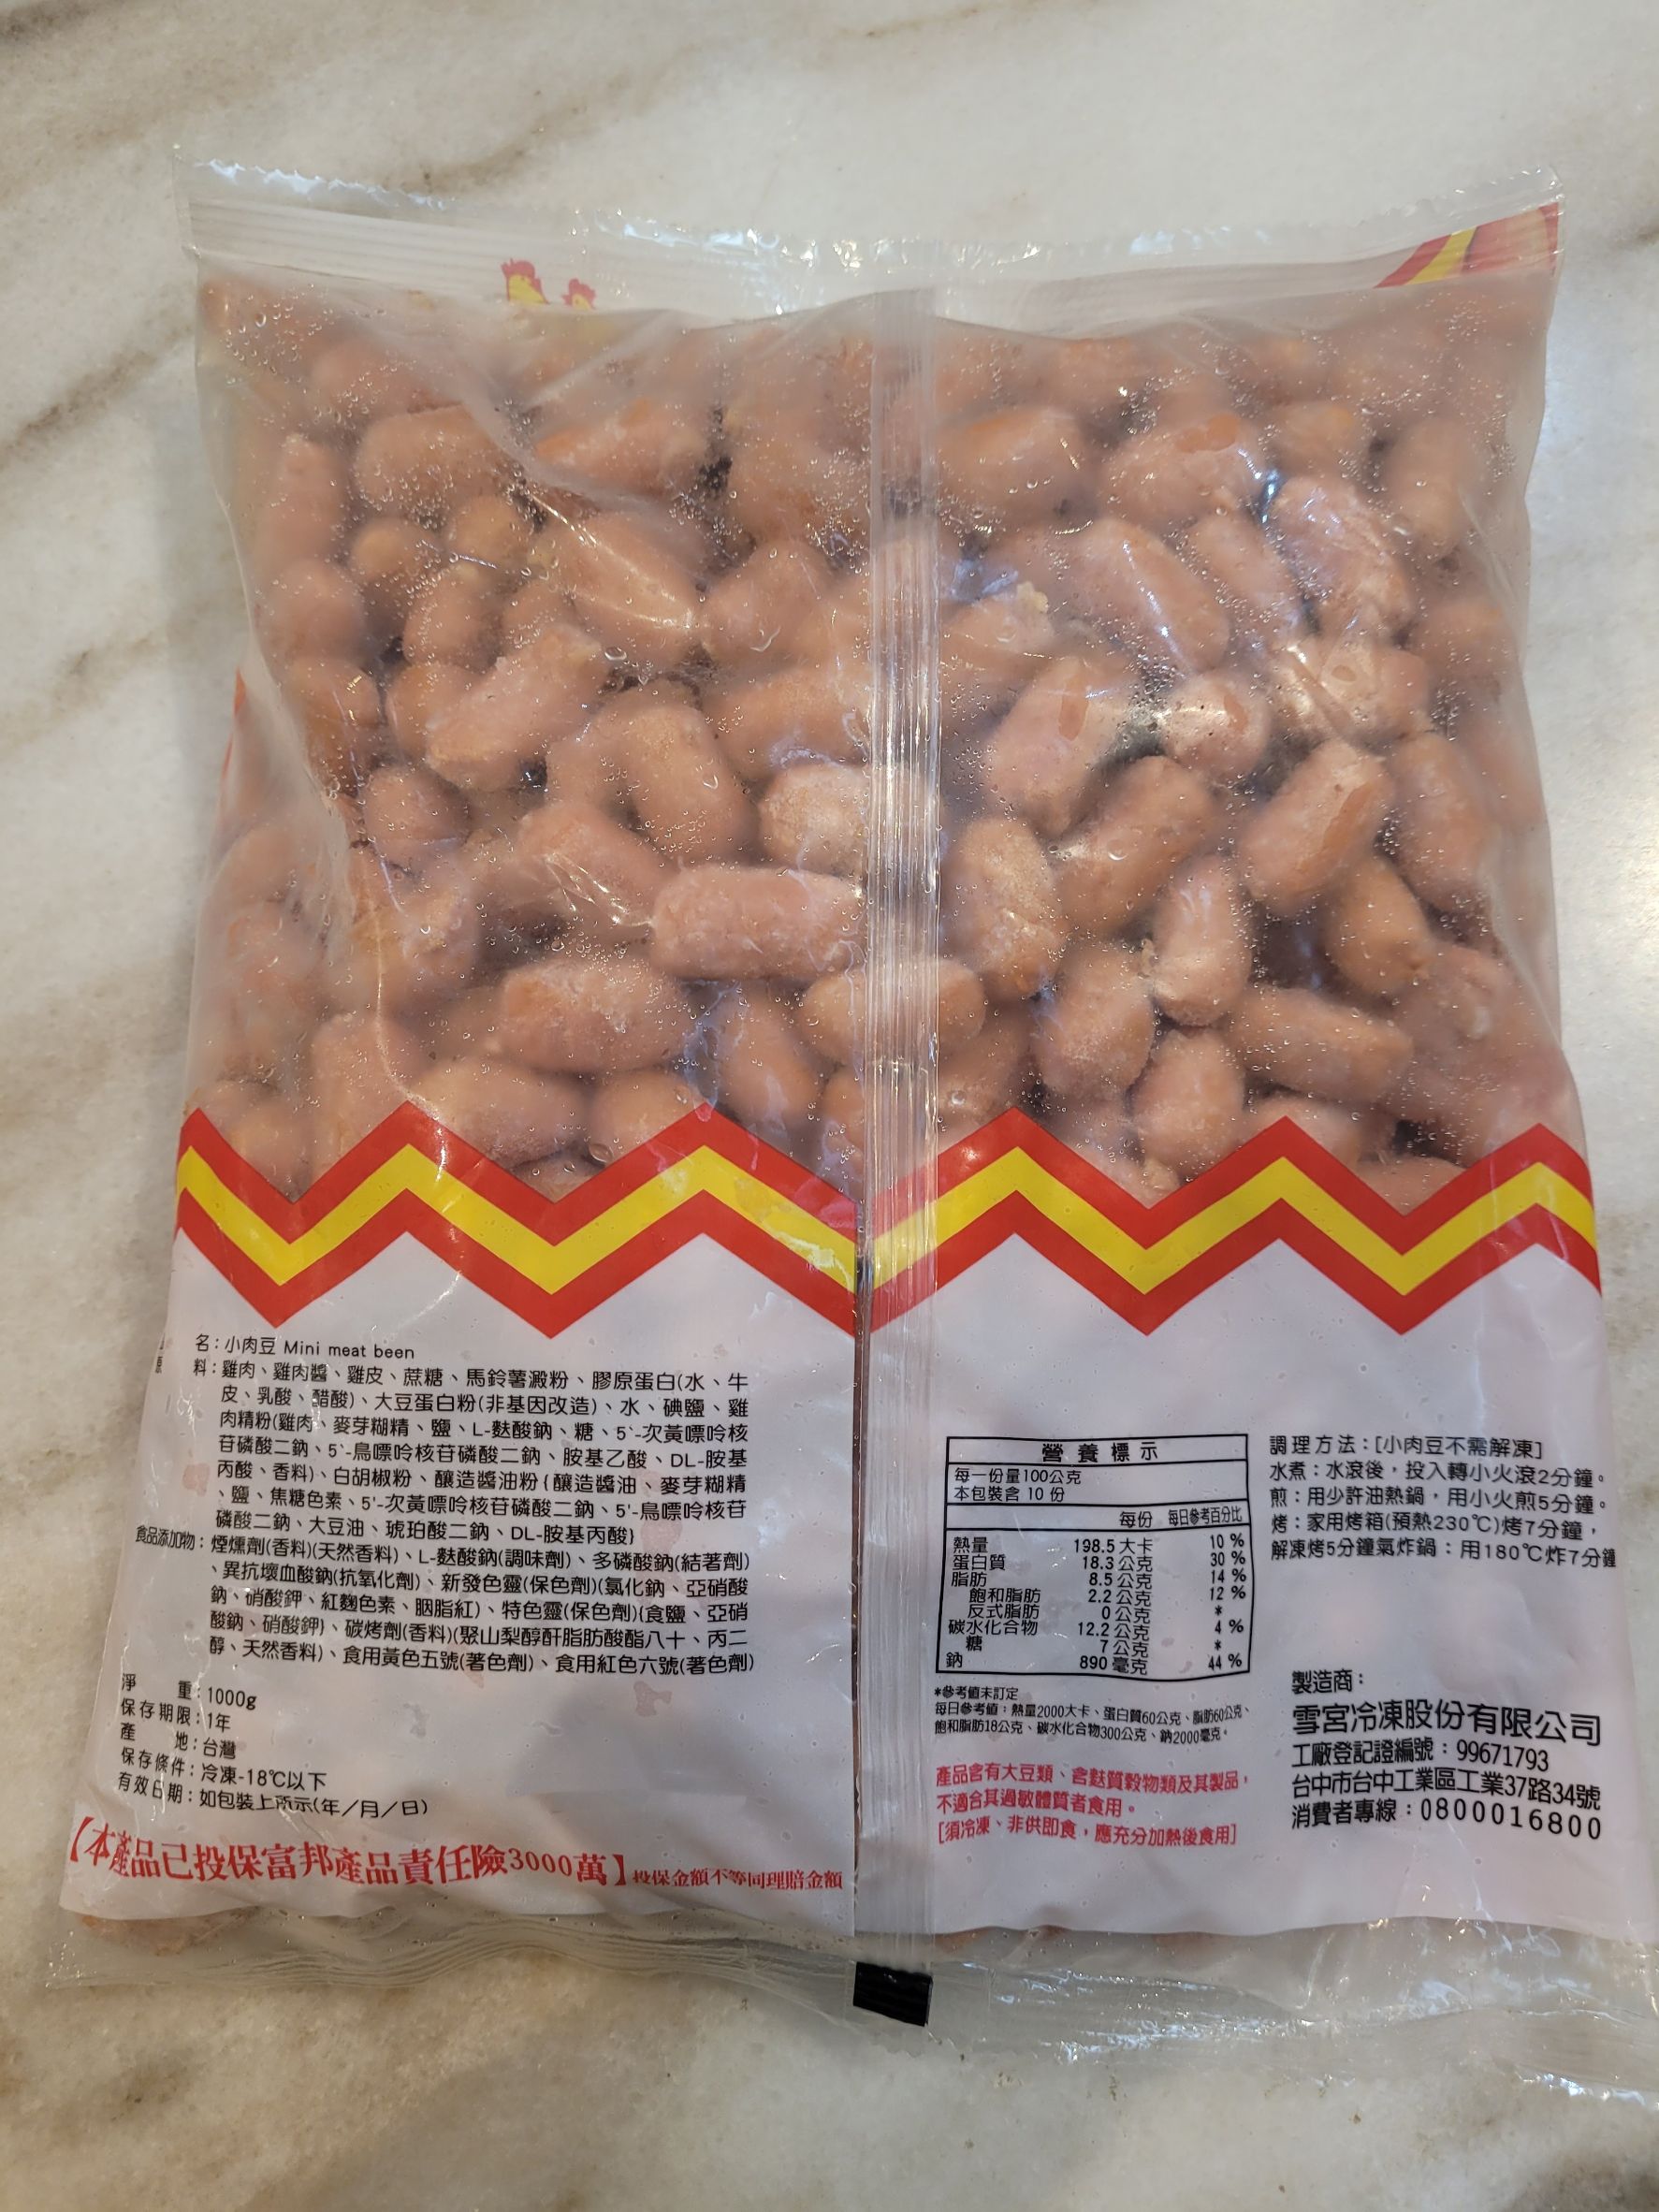 名：小肉豆 Mini meat been
料：雞肉、雞肉醬、雞皮、蔗糖、馬鈴薯澱粉、膠原蛋白(水、牛
皮、乳酸、醋酸)、大豆蛋白粉(非基因改造)、水、碘鹽、雞
肉精粉(雞肉、麥芽糊精、鹽、L-麩酸鈉、糖、5`-次黃嘌呤核
苷磷酸二鈉、5`-鳥嘌呤核苷磷酸二鈉、胺基乙酸、DL-胺基
丙酸、香料)、白胡椒粉、釀造醬油粉{釀造醬油、麥芽糊精
、鹽、焦糖色素、5'-次黃嘌呤核苷磷酸二鈉、5'-鳥嘌呤核苷
磷酸二鈉、大豆油、琥珀酸二鈉、DL-胺基丙酸}
食品添加物：煙燻劑(香料)(天然香料)、L-麩酸鈉(調味劑)、多磷酸鈉(結著劑)
、異抗壞血酸鈉(抗氧化劑)、新發色靈(保色劑)(氯化鈉、亞硝酸
鈉、硝酸鉀、紅麴色素、胭脂紅)、特色靈(保色劑){食鹽、亞硝
酸鈉、硝酸鉀}、碳烤劑(香料)(聚山梨醇酐脂肪酸酯八十、丙二
醇、天然香料)、食用黃色五號(著色劑)、食用紅色六號(著色劑)
淨重：1000g
保存期限：1年
產地：台灣
保存條件：冷凍-18℃以下
有效日期：如包裝上所示(年/月/日)
【本產品已投保富邦產品責任險3000萬】投保金額不等同理賠金額
營養標示
每一份量100公克
本包裝含 10 份
每份 每日參考百分比
熱量 198.5 大卡 10 %
蛋白質 18.3 公克 30 %
脂肪 8.5 公克 14 %
飽和脂肪 2.2 公克 12 %
反式脂肪 0 公克 *
碳水化合物 12.2 公克 4 %
糖 7 公克 *
鈉 890 毫克 44 %
*參考值未訂定
每日參考值：熱量2000大卡、蛋白質60公克、脂肪60公克、
飽和脂肪18公克、碳水化合物300公克、鈉2000毫克。
產品含有大豆類、含麩質穀物類及其製品，
不適合其過敏體質者食用。
[須冷凍、非供即食，應充分加熱後食用]
調理方法：[小肉豆不需解凍]
水煮：水滾後，投入轉小火滾2分鐘。
煎：用少許油熱鍋，用小火煎5分鐘。
烤：家用烤箱(預熱230℃)烤7分鐘，
解凍烤5分鐘氣炸鍋：用180℃炸7分鐘
製造商：
雪宮冷凍股份有限公司
工廠登記證編號：99671793
台中市台中工業區工業37路34號
消費者專線：0800016800